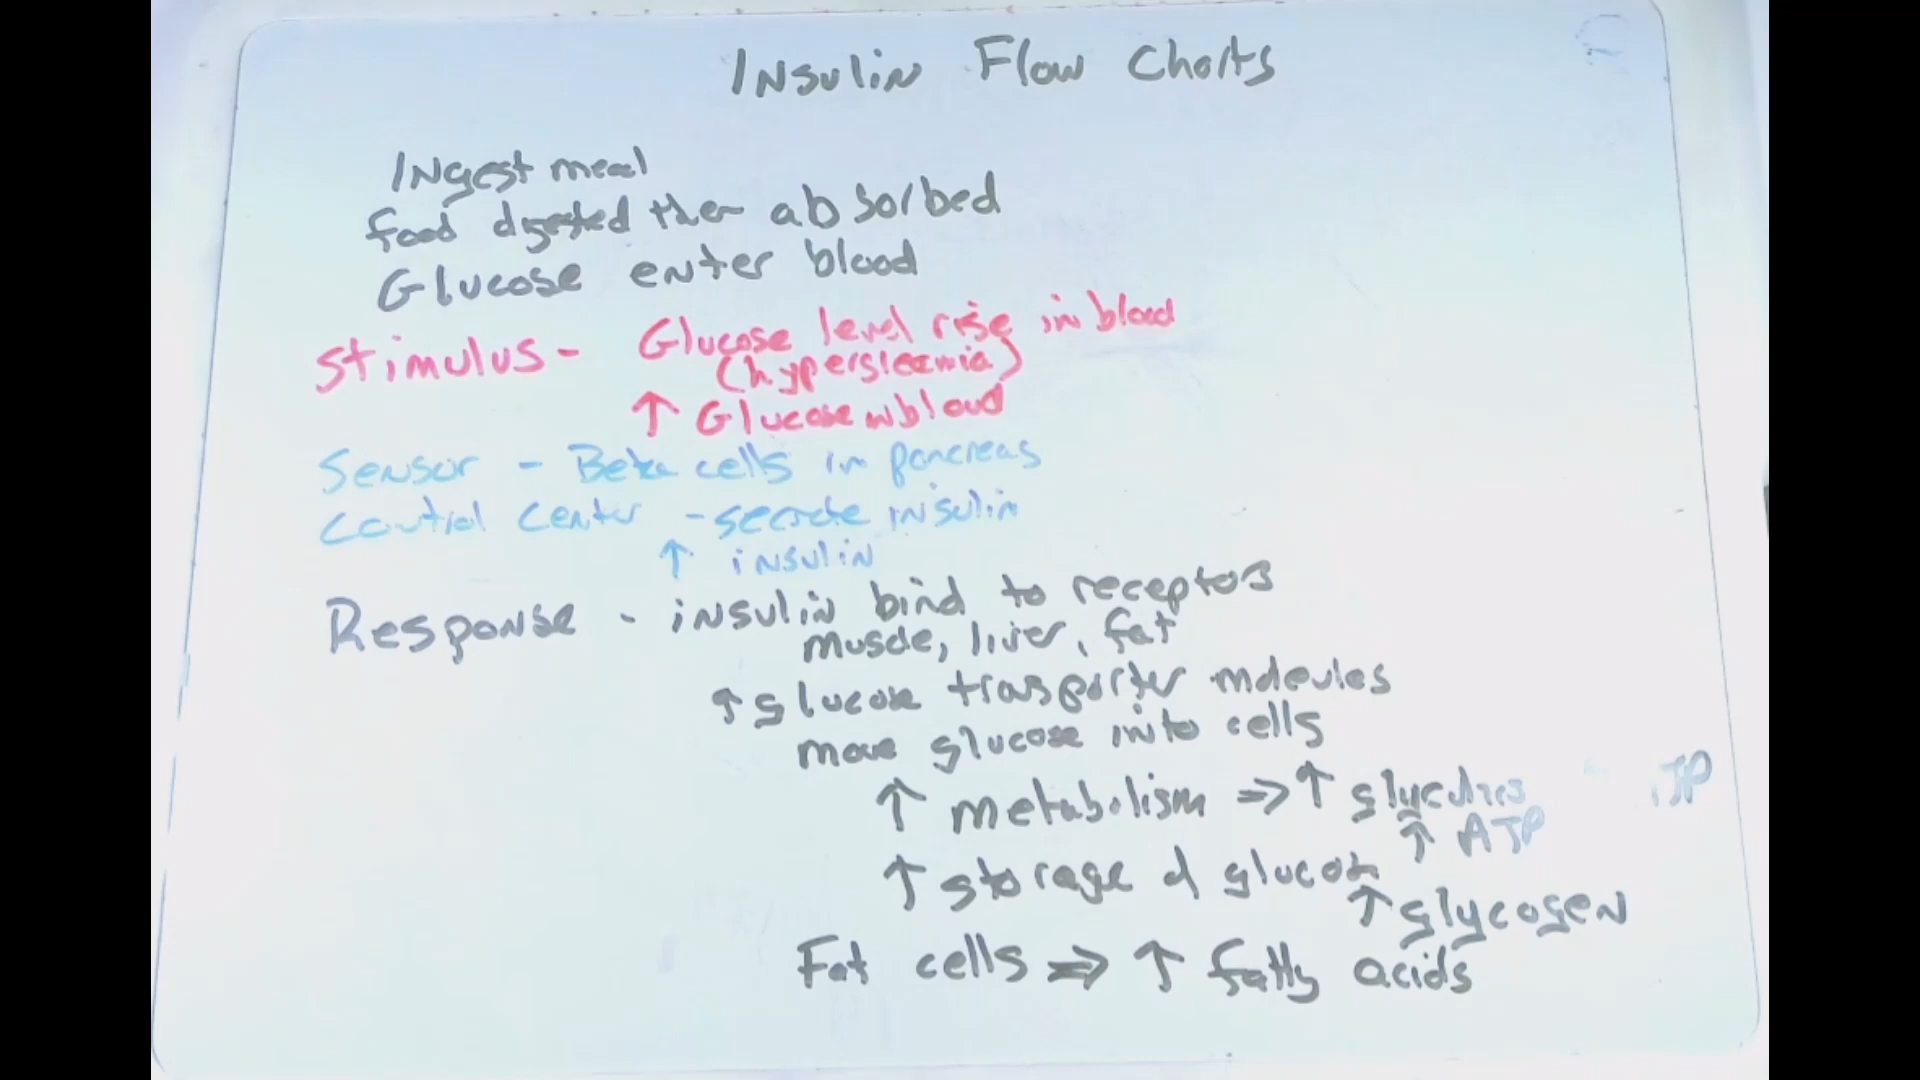 Insulin Flow Charts
Ingest meal
food digested then absorbed
Glucose enter blood
Stimulus - Glucose level rise in blood
(hyperglecmia)
↑ Glucose in blood
Sensor - Beta cells in pancreas
Control Center - secrete insulin
↑ insulin
Response - insulin bind to receptors
muscle, liver, fat
↑ glucose transporter molecules
move glucose into cells
↑ metabolism ⇒ ↑ glycolysis
↑ ATP
↑ storage of glucose
↑ glycogen
Fat cells ⇒ ↑ fatty acids